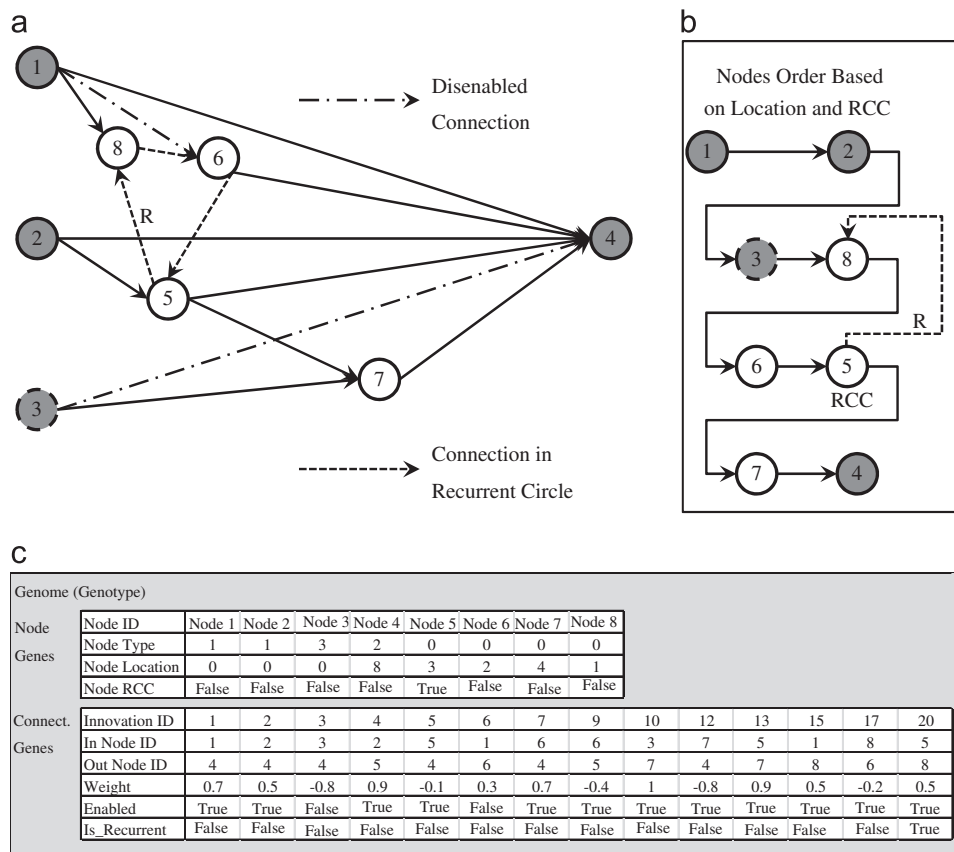 a
1
8
6
R
2
4
5
7
3
Disenabled
Connection
Connection in
Recurrent Circle
b
Nodes Order Based
on Location and RCC
1 2
3 8
R
6 5
RCC
7 4
c
Genome (Genotype)
Node Genes
Node ID Node 1 Node 2 Node 3 Node 4 Node 5 Node 6 Node 7 Node 8
Node Type 1 1 3 2 0 0 0 0
Node Location 0 0 0 8 3 2 4 1
Node RCC False False False False True False False False
Connect. Genes
Innovation ID 1 2 3 4 5 6 7 9 10 12 13 15 17 20
In Node ID 1 2 3 2 5 1 6 6 3 7 5 1 8 5
Out Node ID 4 4 4 5 4 6 4 5 7 4 7 8 6 8
Weight 0.7 0.5 -0.8 0.9 -0.1 0.3 0.7 -0.4 1 -0.8 0.9 0.5 -0.2 0.5
Enabled True True False True True False True True True True True True True True
Is_Recurrent False False False False False False False False False False False False False True